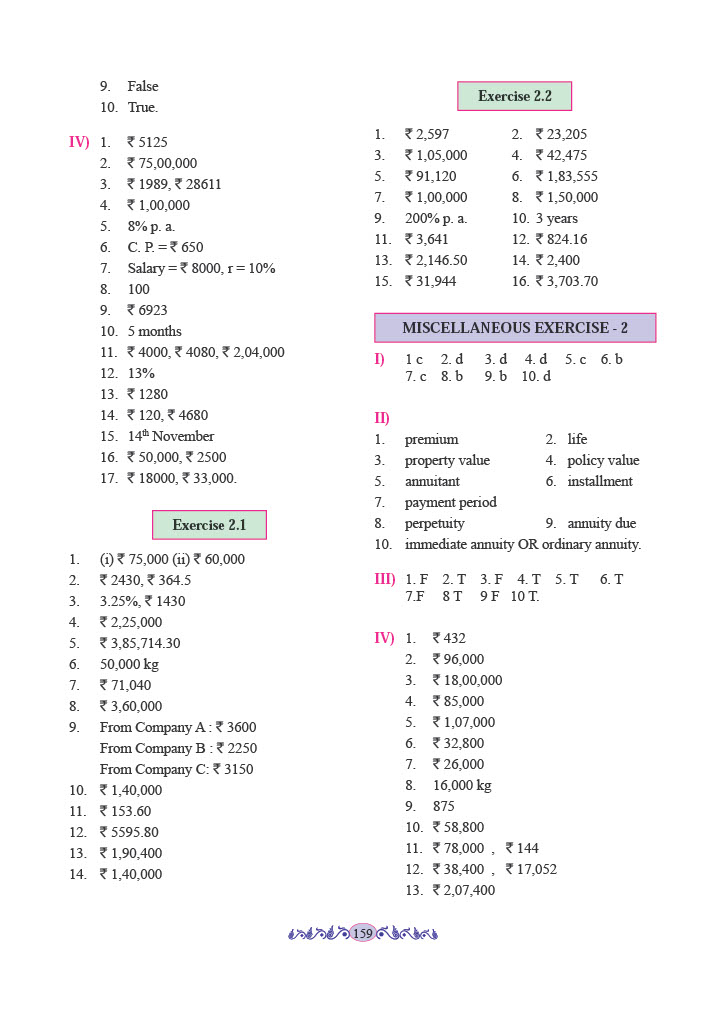 9. False
10. True.
IV) 1. ₹ 5125
2. ₹ 75,00,000
3. ₹ 1989, ₹ 28611
4. ₹ 1,00,000
5. 8% p. a.
6. C. P. = ₹ 650
7. Salary = ₹ 8000, r = 10%
8. 100
9. ₹ 6923
10. 5 months
11. ₹ 4000, ₹ 4080, ₹ 2,04,000
12. 13%
13. ₹ 1280
14. ₹ 120, ₹ 4680
15. 14th November
16. ₹ 50,000, ₹ 2500
17. ₹ 18000, ₹ 33,000.
Exercise 2.1
1. (i) ₹ 75,000 (ii) ₹ 60,000
2. ₹ 2430, ₹ 364.5
3. 3.25%, ₹ 1430
4. ₹ 2,25,000
5. ₹ 3,85,714.30
6. 50,000 kg
7. ₹ 71,040
8. ₹ 3,60,000
9. From Company A : ₹ 3600
From Company B : ₹ 2250
From Company C: ₹ 3150
10. ₹ 1,40,000
11. ₹ 153.60
12. ₹ 5595.80
13. ₹ 1,90,400
14. ₹ 1,40,000
Exercise 2.2
1. ₹ 2,597 2. ₹ 23,205
3. ₹ 1,05,000 4. ₹ 42,475
5. ₹ 91,120 6. ₹ 1,83,555
7. ₹ 1,00,000 8. ₹ 1,50,000
9. 200% p. a. 10. 3 years
11. ₹ 3,641 12. ₹ 824.16
13. ₹ 2,146.50 14. ₹ 2,400
15. ₹ 31,944 16. ₹ 3,703.70
MISCELLANEOUS EXERCISE - 2
I) 1 c 2. d 3. d 4. d 5. c 6. b
7. c 8. b 9. b 10. d
II)
1. premium 2. life
3. property value 4. policy value
5. annuitant 6. installment
7. payment period
8. perpetuity 9. annuity due
10. immediate annuity OR ordinary annuity.
III) 1. F 2. T 3. F 4. T 5. T 6. T
7.F 8 T 9 F 10 T.
IV) 1. ₹ 432
2. ₹ 96,000
3. ₹ 18,00,000
4. ₹ 85,000
5. ₹ 1,07,000
6. ₹ 32,800
7. ₹ 26,000
8. 16,000 kg
9. 875
10. ₹ 58,800
11. ₹ 78,000 , ₹ 144
12. ₹ 38,400 , ₹ 17,052
13. ₹ 2,07,400
159